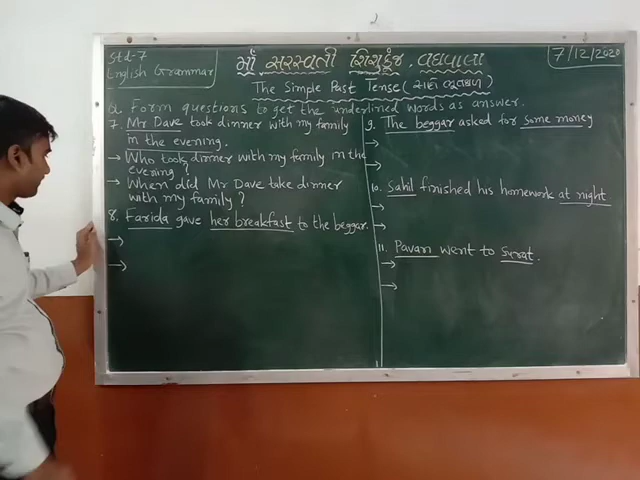 Std-7
English Grammar
માઁ સરસ્વતી શિશુકુંજ, વદ્યપાલા
7/12/2020
The Simple Past Tense (સાદો ભૂતકાળ)
Q. Form questions to get the underlined words as answer.
7. Mr Dave took dinner with my family
in the evening.
→ Who took dinner with my family in the
evening?
→ When did Mr Dave take dinner
with my family?
8. Farida gave her breakfast to the beggar.
→
→
9. The beggar asked for some money
→
→
10. Sahil finished his homework at night
→
→
11. Pavan went to Surat.
→
→